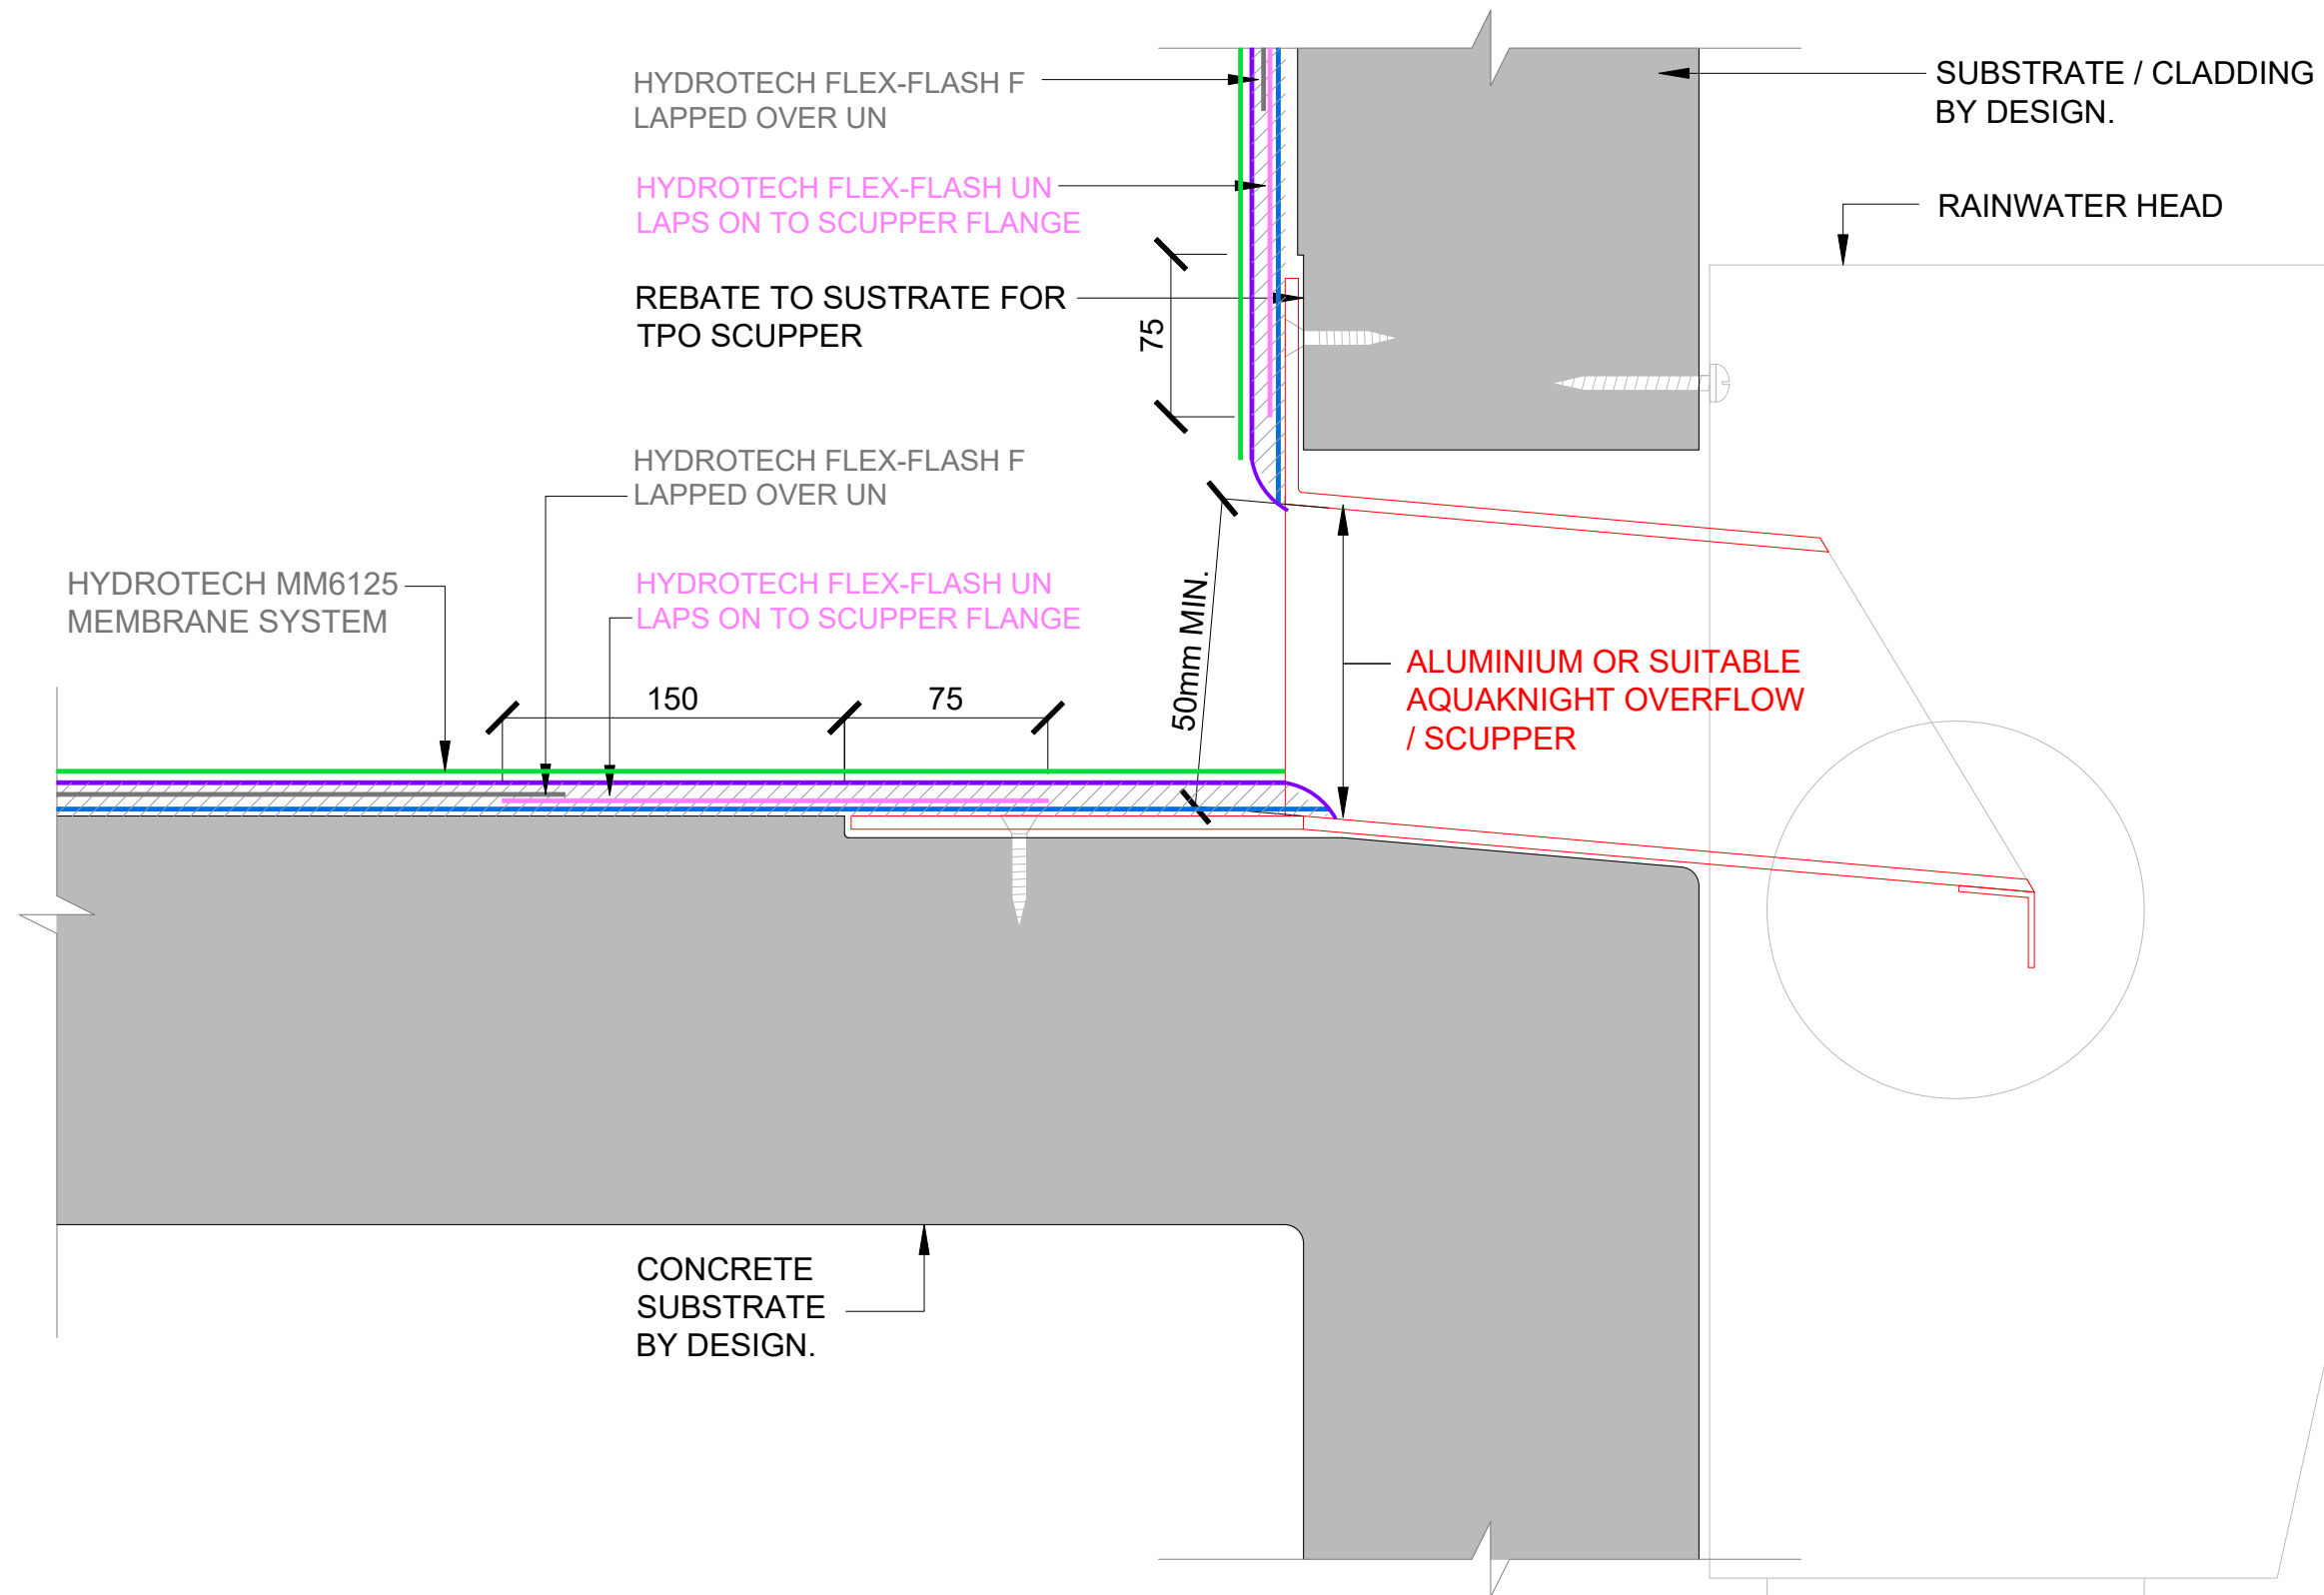 HYDROTECH FLEX-FLASH F
LAPPED OVER UN
SUBSTRATE / CLADDING
BY DESIGN.
HYDROTECH FLEX-FLASH UN
LAPS ON TO SCUPPER FLANGE
RAINWATER HEAD
REBATE TO SUSTRATE FOR
TPO SCUPPER
75
HYDROTECH FLEX-FLASH F
LAPPED OVER UN
HYDROTECH MM6125
MEMBRANE SYSTEM
HYDROTECH FLEX-FLASH UN
LAPS ON TO SCUPPER FLANGE
50mm MIN.
ALUMINIUM OR SUITABLE
AQUAKNIGHT OVERFLOW
/ SCUPPER
150
75
CONCRETE
SUBSTRATE
BY DESIGN.